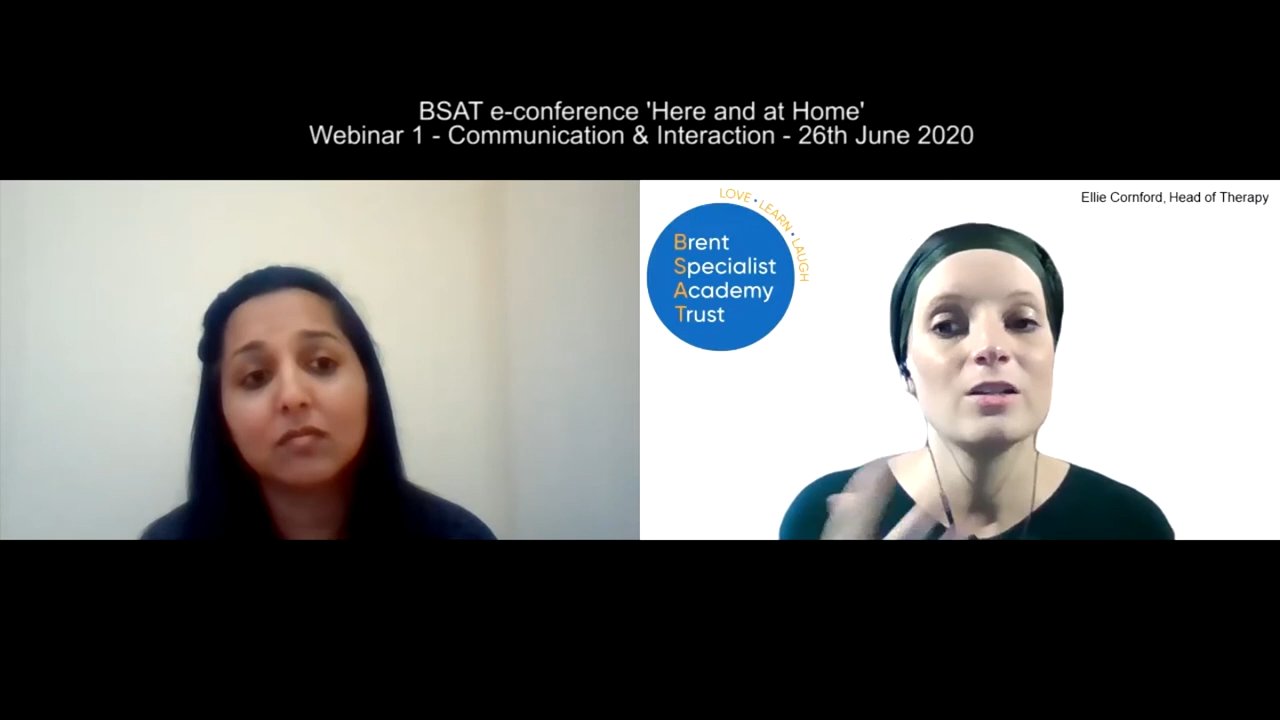 BSAT e-conference 'Here and at Home'
Webinar 1 - Communication & Interaction - 26th June 2020
LOVE • LEARN • LAUGH
Brent
Specialist
Academy
Trust
Ellie Cornford, Head of Therapy